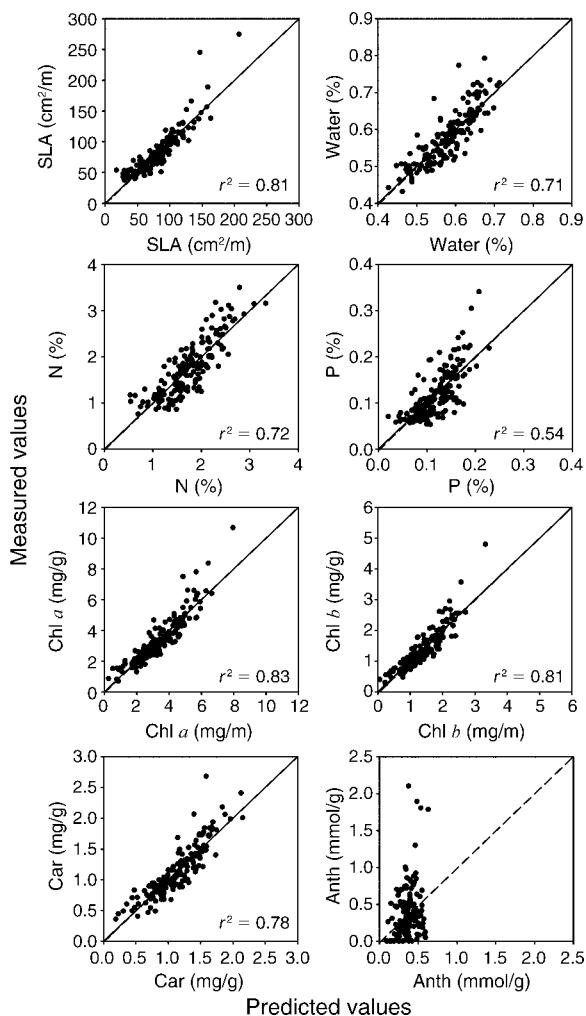 300
250
200
150
100
50
0
SLA (cm²/m)
0 50 100 150 200 250 300
SLA (cm²/m)
r² = 0.81
0.9
0.8
0.7
0.6
0.5
0.4
Water (%)
0.4 0.5 0.6 0.7 0.8 0.9
Water (%)
r² = 0.71
4
3
2
1
0
N (%)
0 1 2 3 4
N (%)
r² = 0.72
0.4
0.3
0.2
0.1
0.0
P (%)
0.0 0.1 0.2 0.3 0.4
P (%)
r² = 0.54
Measured values
12
10
8
6
4
2
0
Chl a (mg/g)
0 2 4 6 8 10 12
Chl a (mg/m)
r² = 0.83
6
5
4
3
2
1
0
Chl b (mg/g)
0 1 2 3 4 5 6
Chl b (mg/m)
r² = 0.81
3.0
2.5
2.0
1.5
1.0
0.5
0.0
Car (mg/g)
0.0 0.5 1.0 1.5 2.0 2.5 3.0
Car (mg/g)
r² = 0.78
2.5
2.0
1.5
1.0
0.5
0.0
Anth (mmol/g)
0.0 0.5 1.0 1.5 2.0 2.5
Anth (mmol/g)
Predicted values